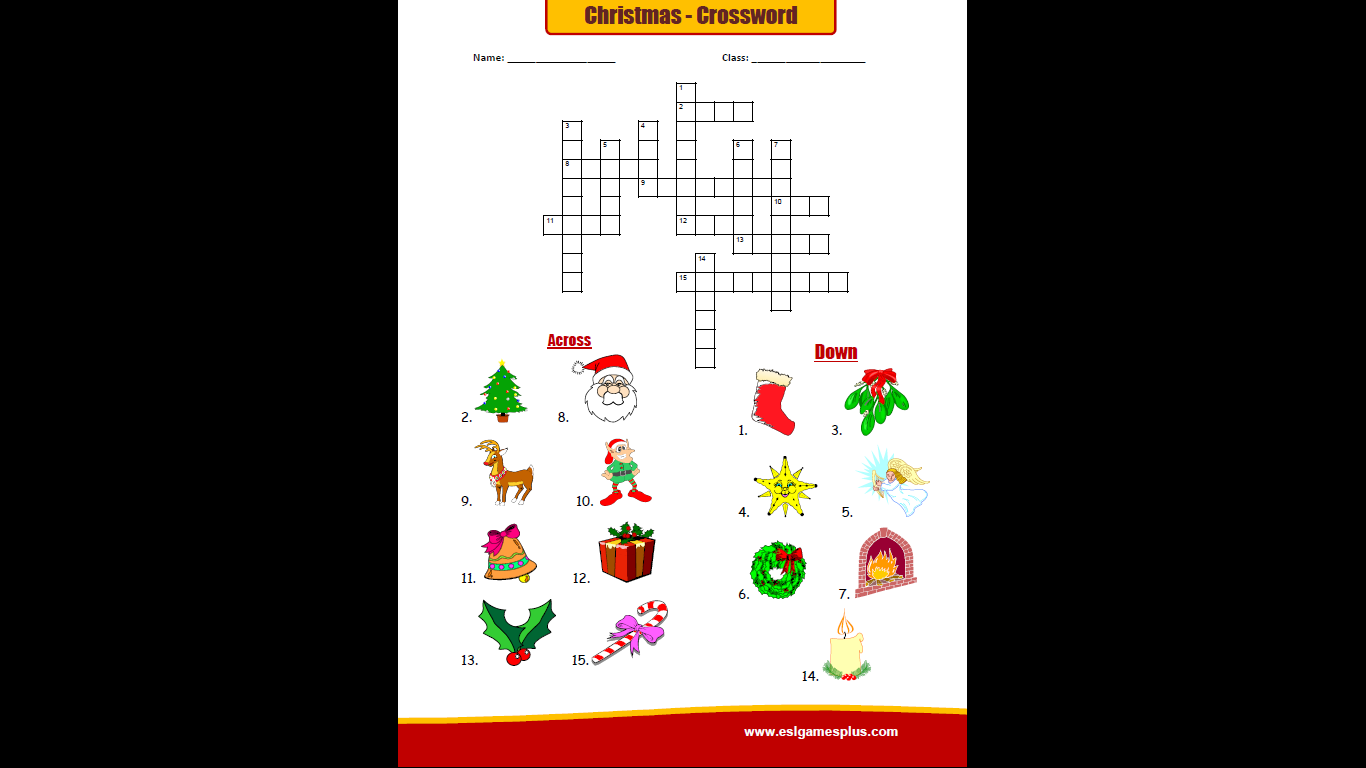 Christmas - Crossword
Name: ____________________ Class: ____________________
1
2
3 4
5 6 7
8
9
10
11 12
13
14
15
Across
Down
2. 8. 1. 3.
9. 10. 4. 5.
11. 12. 6. 7.
13. 15. 14.
www.eslgamesplus.com